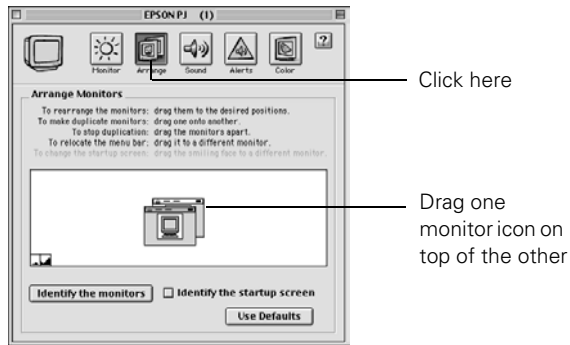 EPSON PJ (1)
?
Monitor Arrange Sound Alerts Color
Click here
Arrange Monitors
To rearrange the monitors: drag them to the desired positions.
To make duplicate monitors: drag one onto another.
To stop duplication: drag the monitors apart.
To relocate the menu bar: drag it to a different monitor.
To change the startup screen: drag the smiling face to a different monitor.
Drag one
monitor icon on
top of the other
Identify the monitors Identify the startup screen
Use Defaults